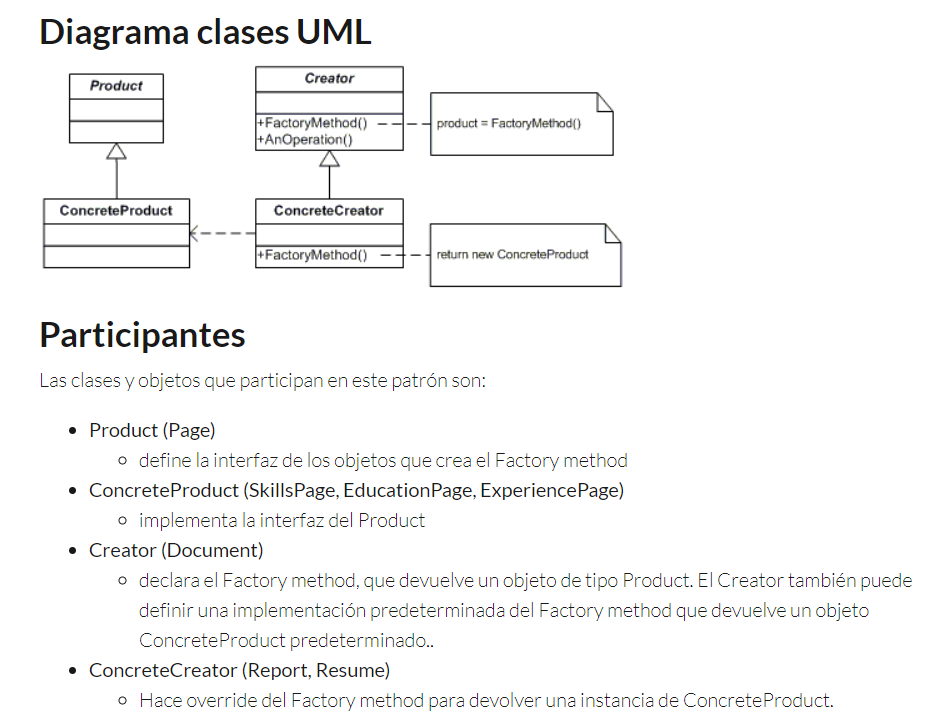 Diagrama clases UML
Product
Creator
+FactoryMethod()
+AnOperation()
product = FactoryMethod()
ConcreteProduct
ConcreteCreator
+FactoryMethod()
return new ConcreteProduct
Participantes
Las clases y objetos que participan en este patrón son:
Product (Page)
define la interfaz de los objetos que crea el Factory method
ConcreteProduct (SkillsPage, EducationPage, ExperiencePage)
implementa la interfaz del Product
Creator (Document)
declara el Factory method, que devuelve un objeto de tipo Product. El Creator también puede
definir una implementación predeterminada del Factory method que devuelve un objeto
ConcreteProduct predeterminado..
ConcreteCreator (Report, Resume)
Hace override del Factory method para devolver una instancia de ConcreteProduct.